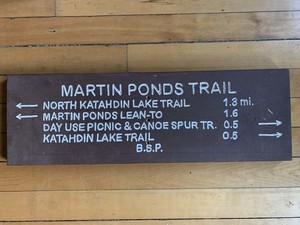 MARTIN PONDS TRAIL
← NORTH KATAHDIN LAKE TRAIL 1.3 mi.
← MARTIN PONDS LEAN-TO 1.6
DAY USE PICNIC & CANOE SPUR TR. 0.5 →
KATAHDIN LAKE TRAIL 0.5 →
B.S.P.